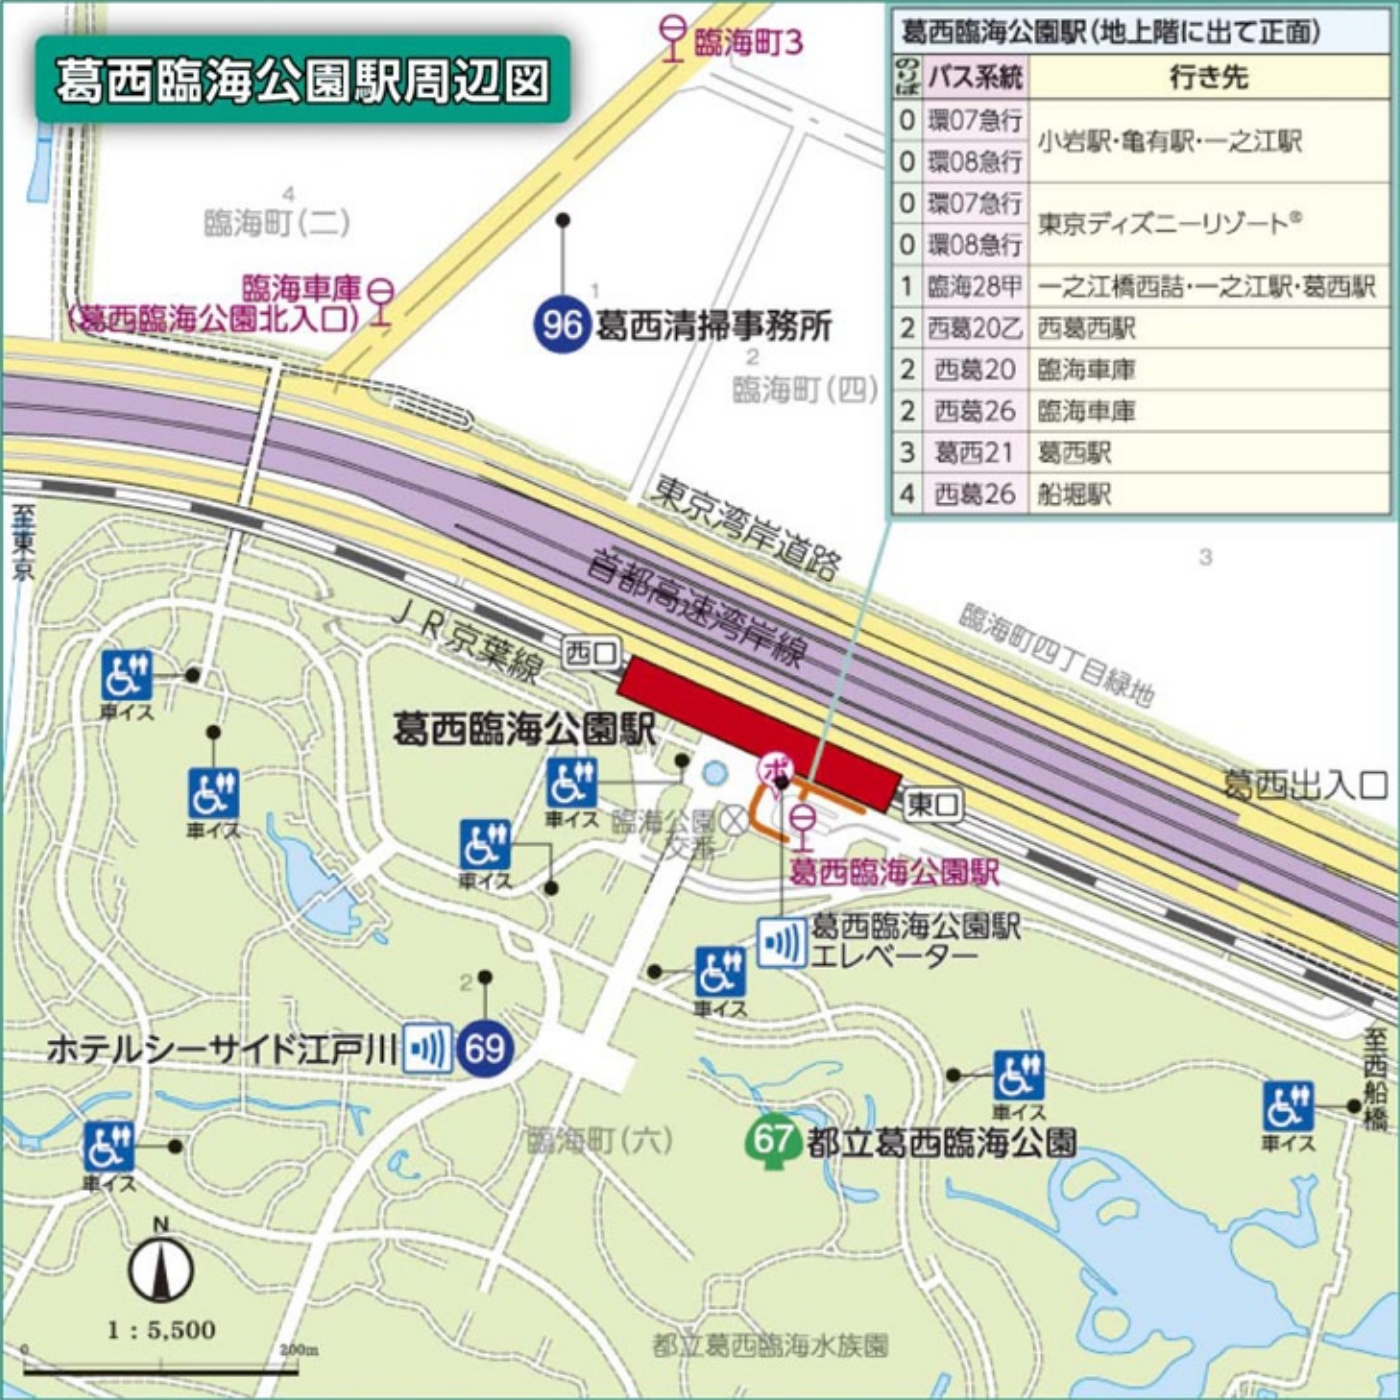 葛西臨海公園駅周辺図
臨海町3
葛西臨海公園駅(地上階に出て正面)
のりば バス系統 行き先
0 環07急行 小岩駅・亀有駅・一之江駅
0 環08急行
0 環07急行 東京ディズニーリゾート®
0 環08急行
1 臨海28甲 一之江橋西詰・一之江駅・葛西駅
2 西葛20乙 西葛西駅
2 西葛20 臨海車庫
2 西葛26 臨海車庫
3 葛西21 葛西駅
4 西葛26 船堀駅
4
臨海町(二)
臨海車庫
(葛西臨海公園北入口)
1
96 葛西清掃事務所
2
臨海町(四)
3
至東京
東京湾岸道路
首都高速湾岸線
JR京葉線
臨海町四丁目緑地
西口
葛西臨海公園駅
車イス
車イス
車イス
車イス
ポ
東口
葛西出入口
臨海公園
交番
葛西臨海公園駅
葛西臨海公園駅
エレベーター
車イス
2
ホテルシーサイド江戸川
69
車イス
車イス
至西船橋
車イス
臨海町(六)
67 都立葛西臨海公園
N
1:5,500
0 200m
都立葛西臨海水族園